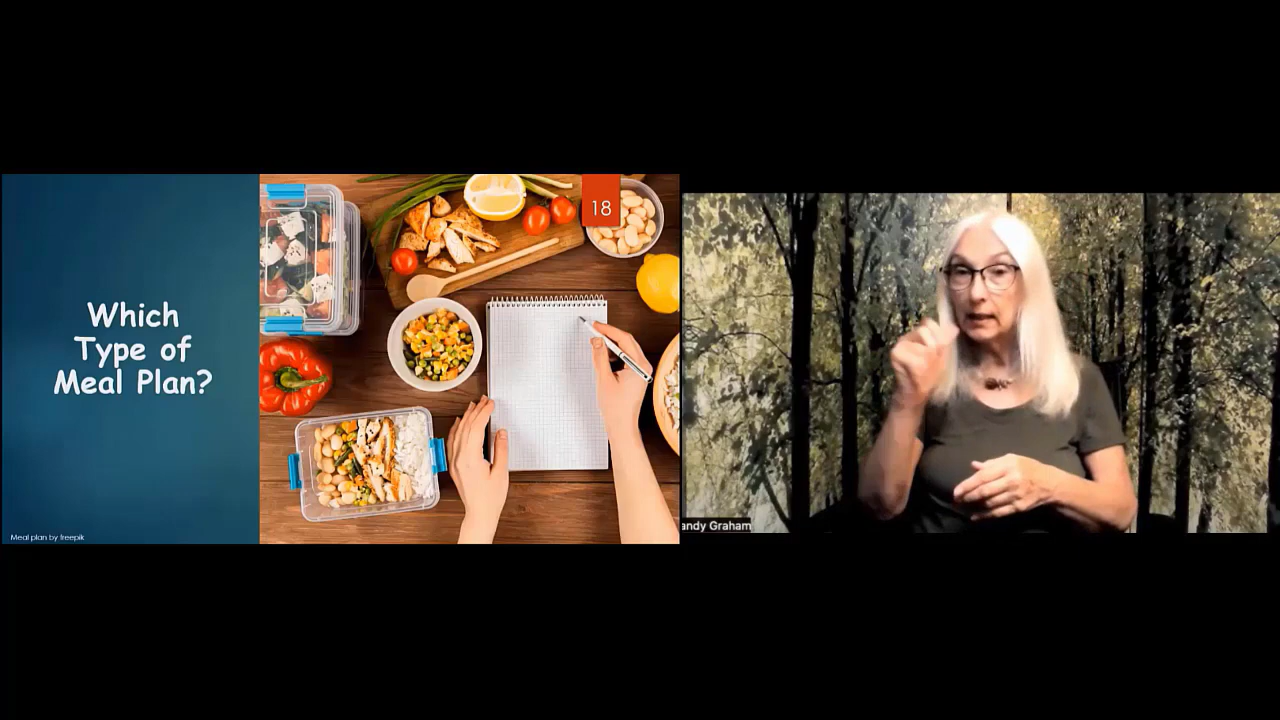 Which
Type of
Meal Plan?
18
Meal plan by freepik
andy Graham